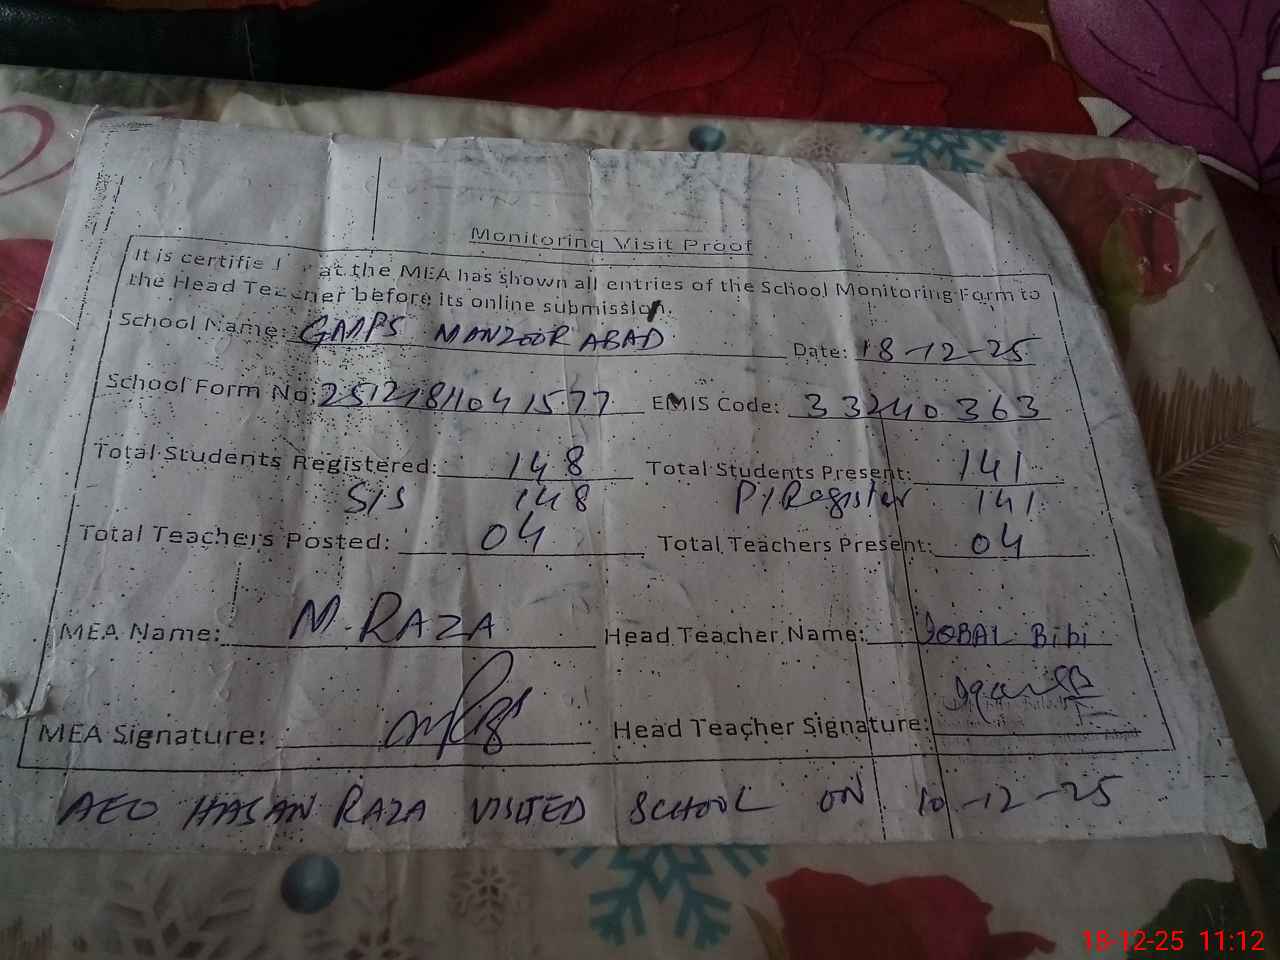 Monitoring Visit Proof
It is certifie at the MEA has shown all entries of the School Monitoring Form to
the Head Teacher before its online submission.
School Name: GMPS MANZOOR ABAD Date: 18-12-25
School Form No: 2512181041577 EMIS Code: 33240363
Total Students Registered: 148 Total Students Present: 141
S/S 148 P/Register 141
Total Teachers Posted: 04 Total Teachers Present: 04
MEA Name: M. RAZA Head Teacher Name: IQBAL Bibi
MEA Signature: Head Teacher Signature:
AEO HASAN RAZA VISITED SCHOOL ON 10-12-25
18-12-25 11:12